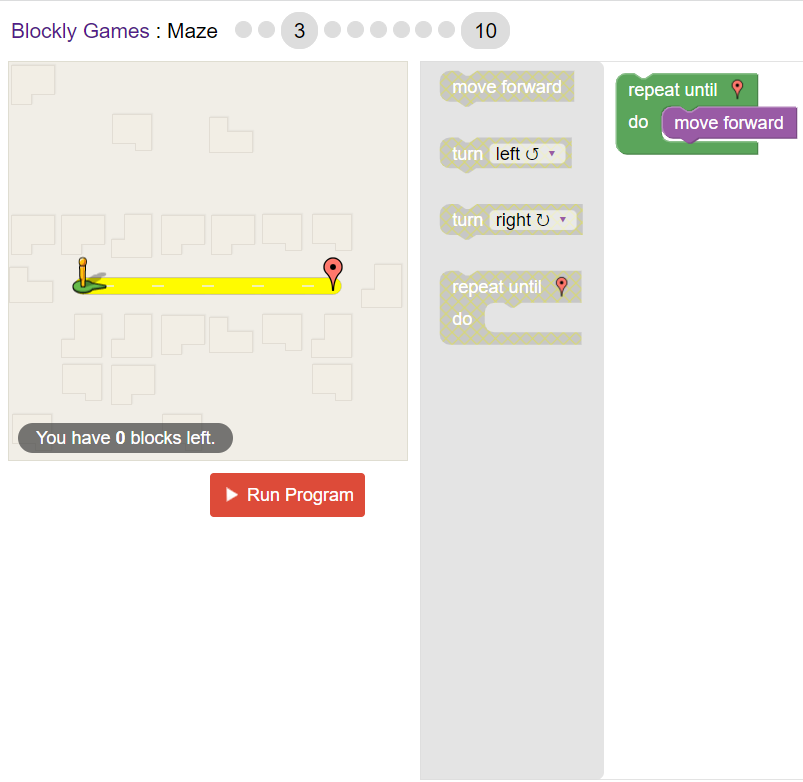 Blockly Games : Maze 3 10
move forward
turn left ↺ ▾
turn right ↻ ▾
repeat until
do
repeat until
do move forward
You have 0 blocks left.
Run Program